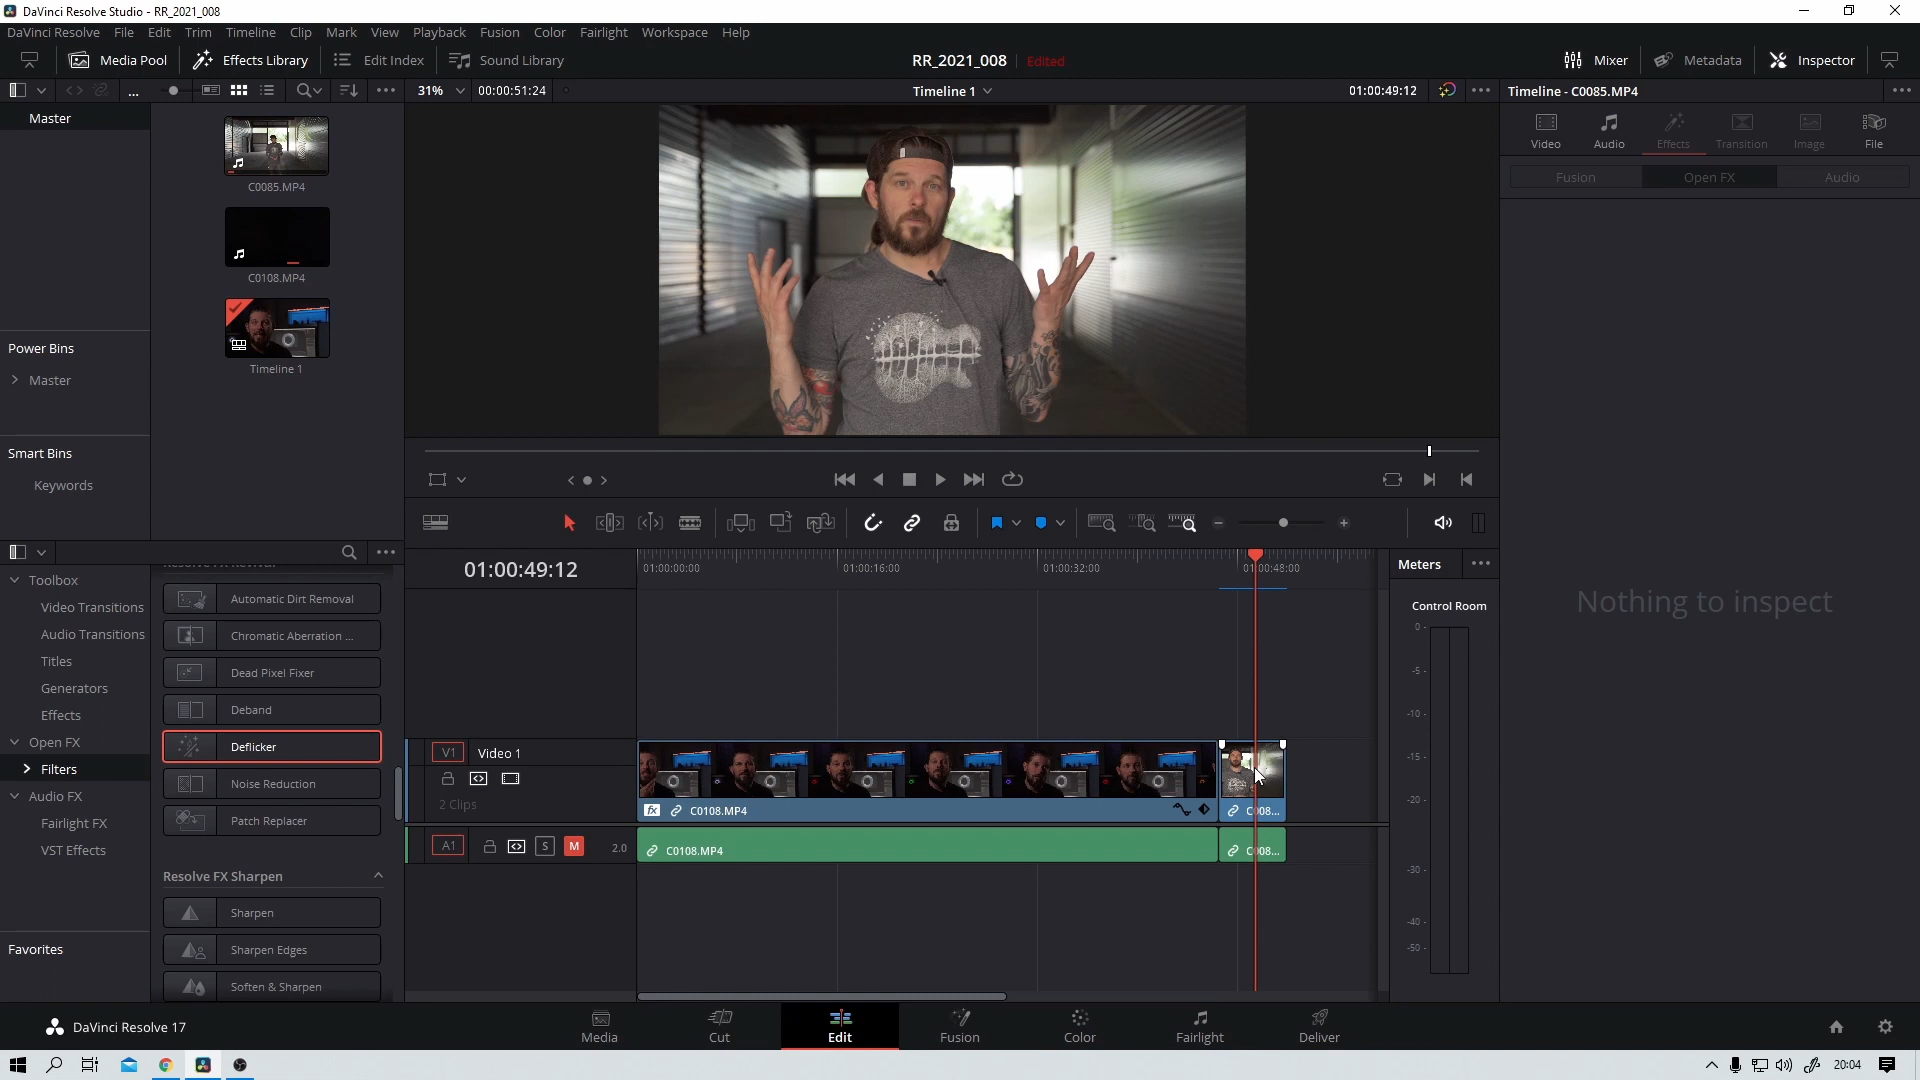 DaVinci Resolve Studio - RR_2021_008
DaVinci Resolve File Edit Trim Timeline Clip Mark View Playback Fusion Color Fairlight Workspace Help
Media Pool Effects Library Edit Index Sound Library RR_2021_008 Edited Mixer Metadata Inspector
31% 00:00:51:24 Timeline 1 01:00:49:12 Timeline - C0085.MP4
Master
C0085.MP4
C0108.MP4
Timeline 1
Power Bins
Master
Smart Bins
Keywords
Video Audio Effects Transition Image File
Fusion Open FX Audio
Nothing to inspect
Toolbox
Video Transitions
Audio Transitions
Titles
Generators
Effects
Open FX
Filters
Audio FX
Fairlight FX
VST Effects
Favorites
Resolve FX Revival
Automatic Dirt Removal
Chromatic Aberration ...
Dead Pixel Fixer
Deband
Deflicker
Noise Reduction
Patch Replacer
Resolve FX Sharpen
Sharpen
Sharpen Edges
Soften & Sharpen
01:00:49:12
01:00:00:00 01:00:16:00 01:00:32:00 01:00:48:00
V1 Video 1
2 Clips
C0108.MP4 C008...
A1 S M 2.0
C0108.MP4 C008...
Meters
Control Room
0-
-5-
-10-
-15-
-20-
-30-
-40-
-50-
DaVinci Resolve 17
Media Cut Edit Fusion Color Fairlight Deliver
20:04